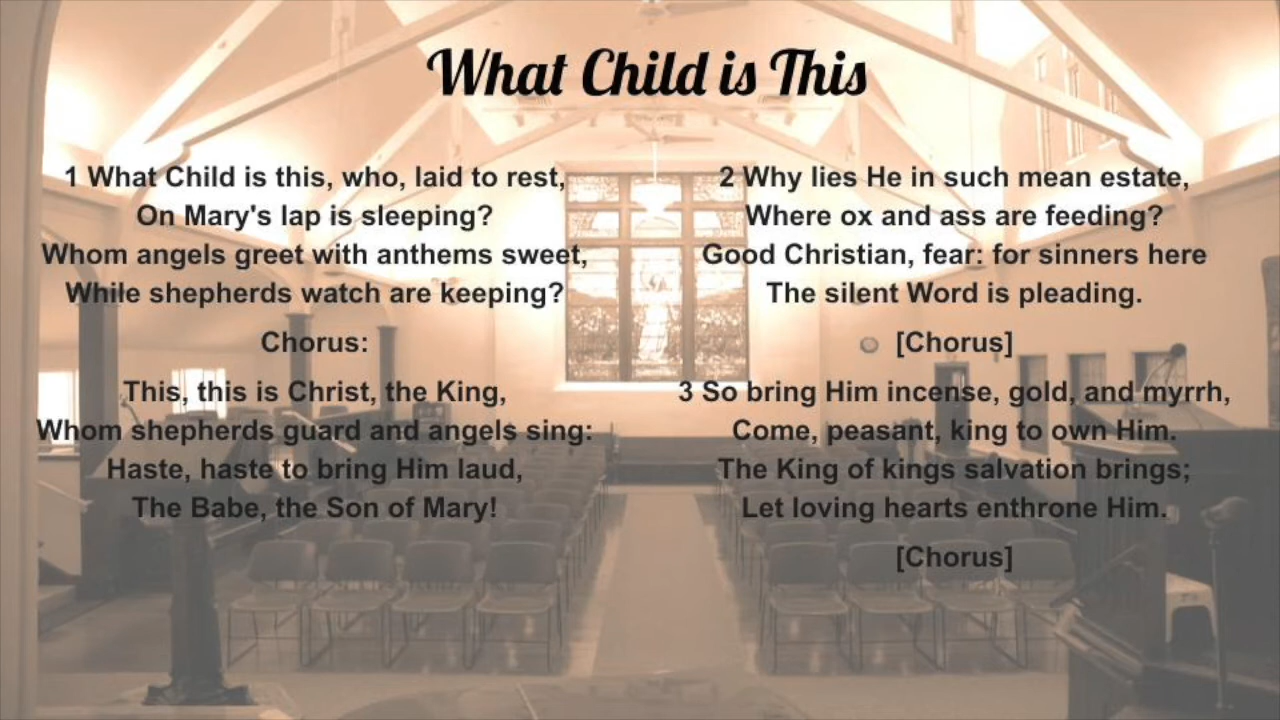 What Child is This
1 What Child is this, who, laid to rest,
On Mary's lap is sleeping?
Whom angels greet with anthems sweet,
While shepherds watch are keeping?
Chorus:
This, this is Christ, the King,
Whom shepherds guard and angels sing:
Haste, haste to bring Him laud,
The Babe, the Son of Mary!
2 Why lies He in such mean estate,
Where ox and ass are feeding?
Good Christian, fear: for sinners here
The silent Word is pleading.
[Chorus]
3 So bring Him incense, gold, and myrrh,
Come, peasant, king to own Him.
The King of kings salvation brings;
Let loving hearts enthrone Him.
[Chorus]